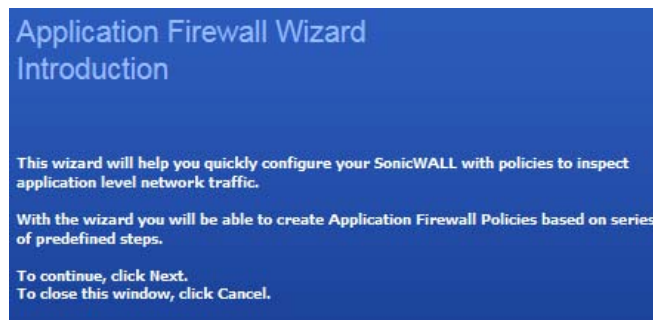 Application Firewall Wizard
Introduction
This wizard will help you quickly configure your SonicWALL with policies to inspect
application level network traffic.
With the wizard you will be able to create Application Firewall Policies based on series
of predefined steps.
To continue, click Next.
To close this window, click Cancel.